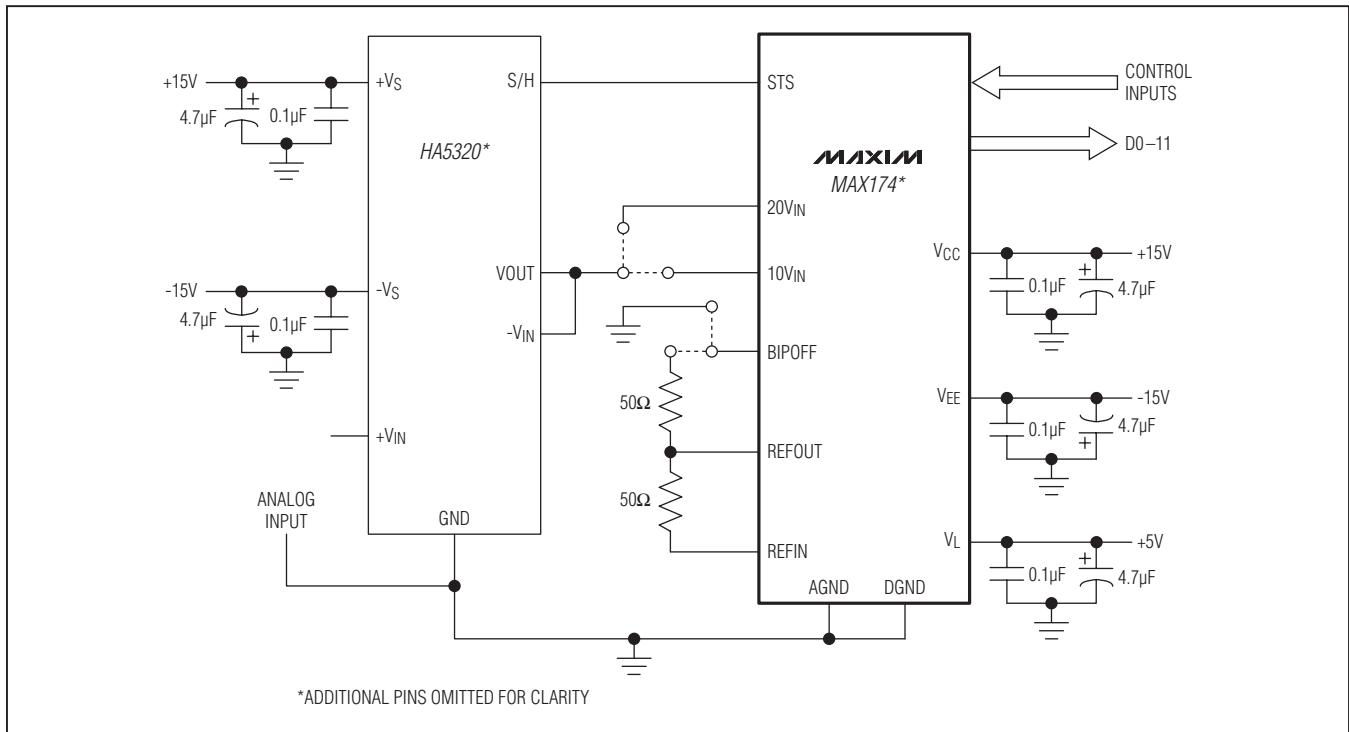 +15V
4.7µF
+
0.1µF
+VS
S/H
HA5320*
-15V
4.7µF
+
0.1µF
-VS
VOUT
-VIN
+VIN
ANALOG
INPUT
GND
STS
MAXIM
MAX174*
20VIN
10VIN
BIPOFF
50Ω
REFOUT
50Ω
REFIN
AGND
DGND
CONTROL
INPUTS
D0–11
VCC
+15V
0.1µF
+
4.7µF
VEE
-15V
0.1µF
+
4.7µF
VL
+5V
0.1µF
+
4.7µF
*ADDITIONAL PINS OMITTED FOR CLARITY